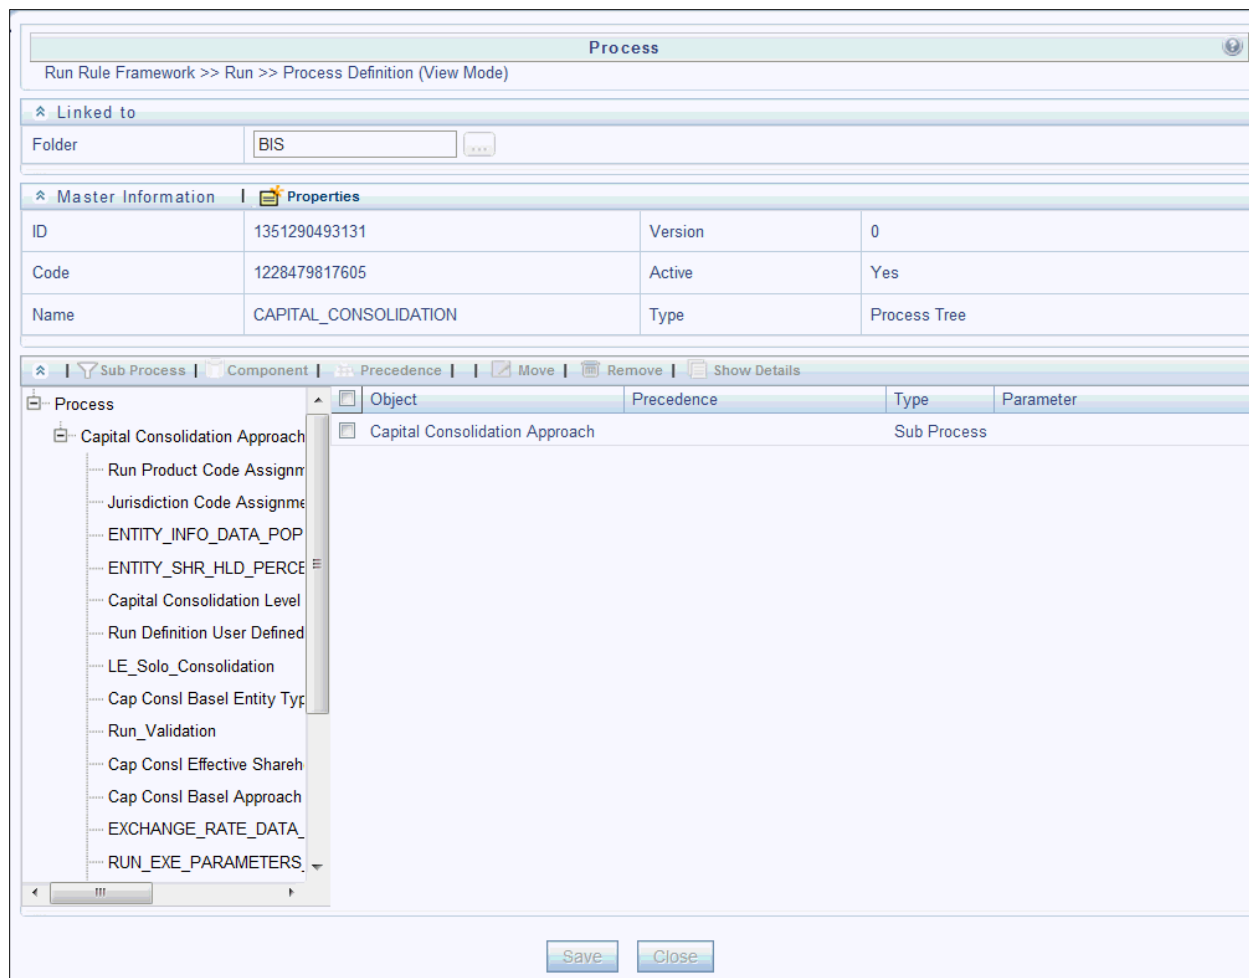 Process
Run Rule Framework >> Run >> Process Definition (View Mode)
Linked to
Folder BIS ...
Master Information | Properties
ID 1351290493131 Version 0
Code 1228479817605 Active Yes
Name CAPITAL_CONSOLIDATION Type Process Tree
| Sub Process | Component | Precedence | | Move | Remove | Show Details
Process
Capital Consolidation Approach
Run Product Code Assignm
Jurisdiction Code Assignme
ENTITY_INFO_DATA_POP
ENTITY_SHR_HLD_PERCE
Capital Consolidation Level
Run Definition User Defined
LE_Solo_Consolidation
Cap Consl Basel Entity Typ
Run_Validation
Cap Consl Effective Shareh
Cap Consl Basel Approach
EXCHANGE_RATE_DATA_
RUN_EXE_PARAMETERS_
Object Precedence Type Parameter
Capital Consolidation Approach Sub Process
Save Close